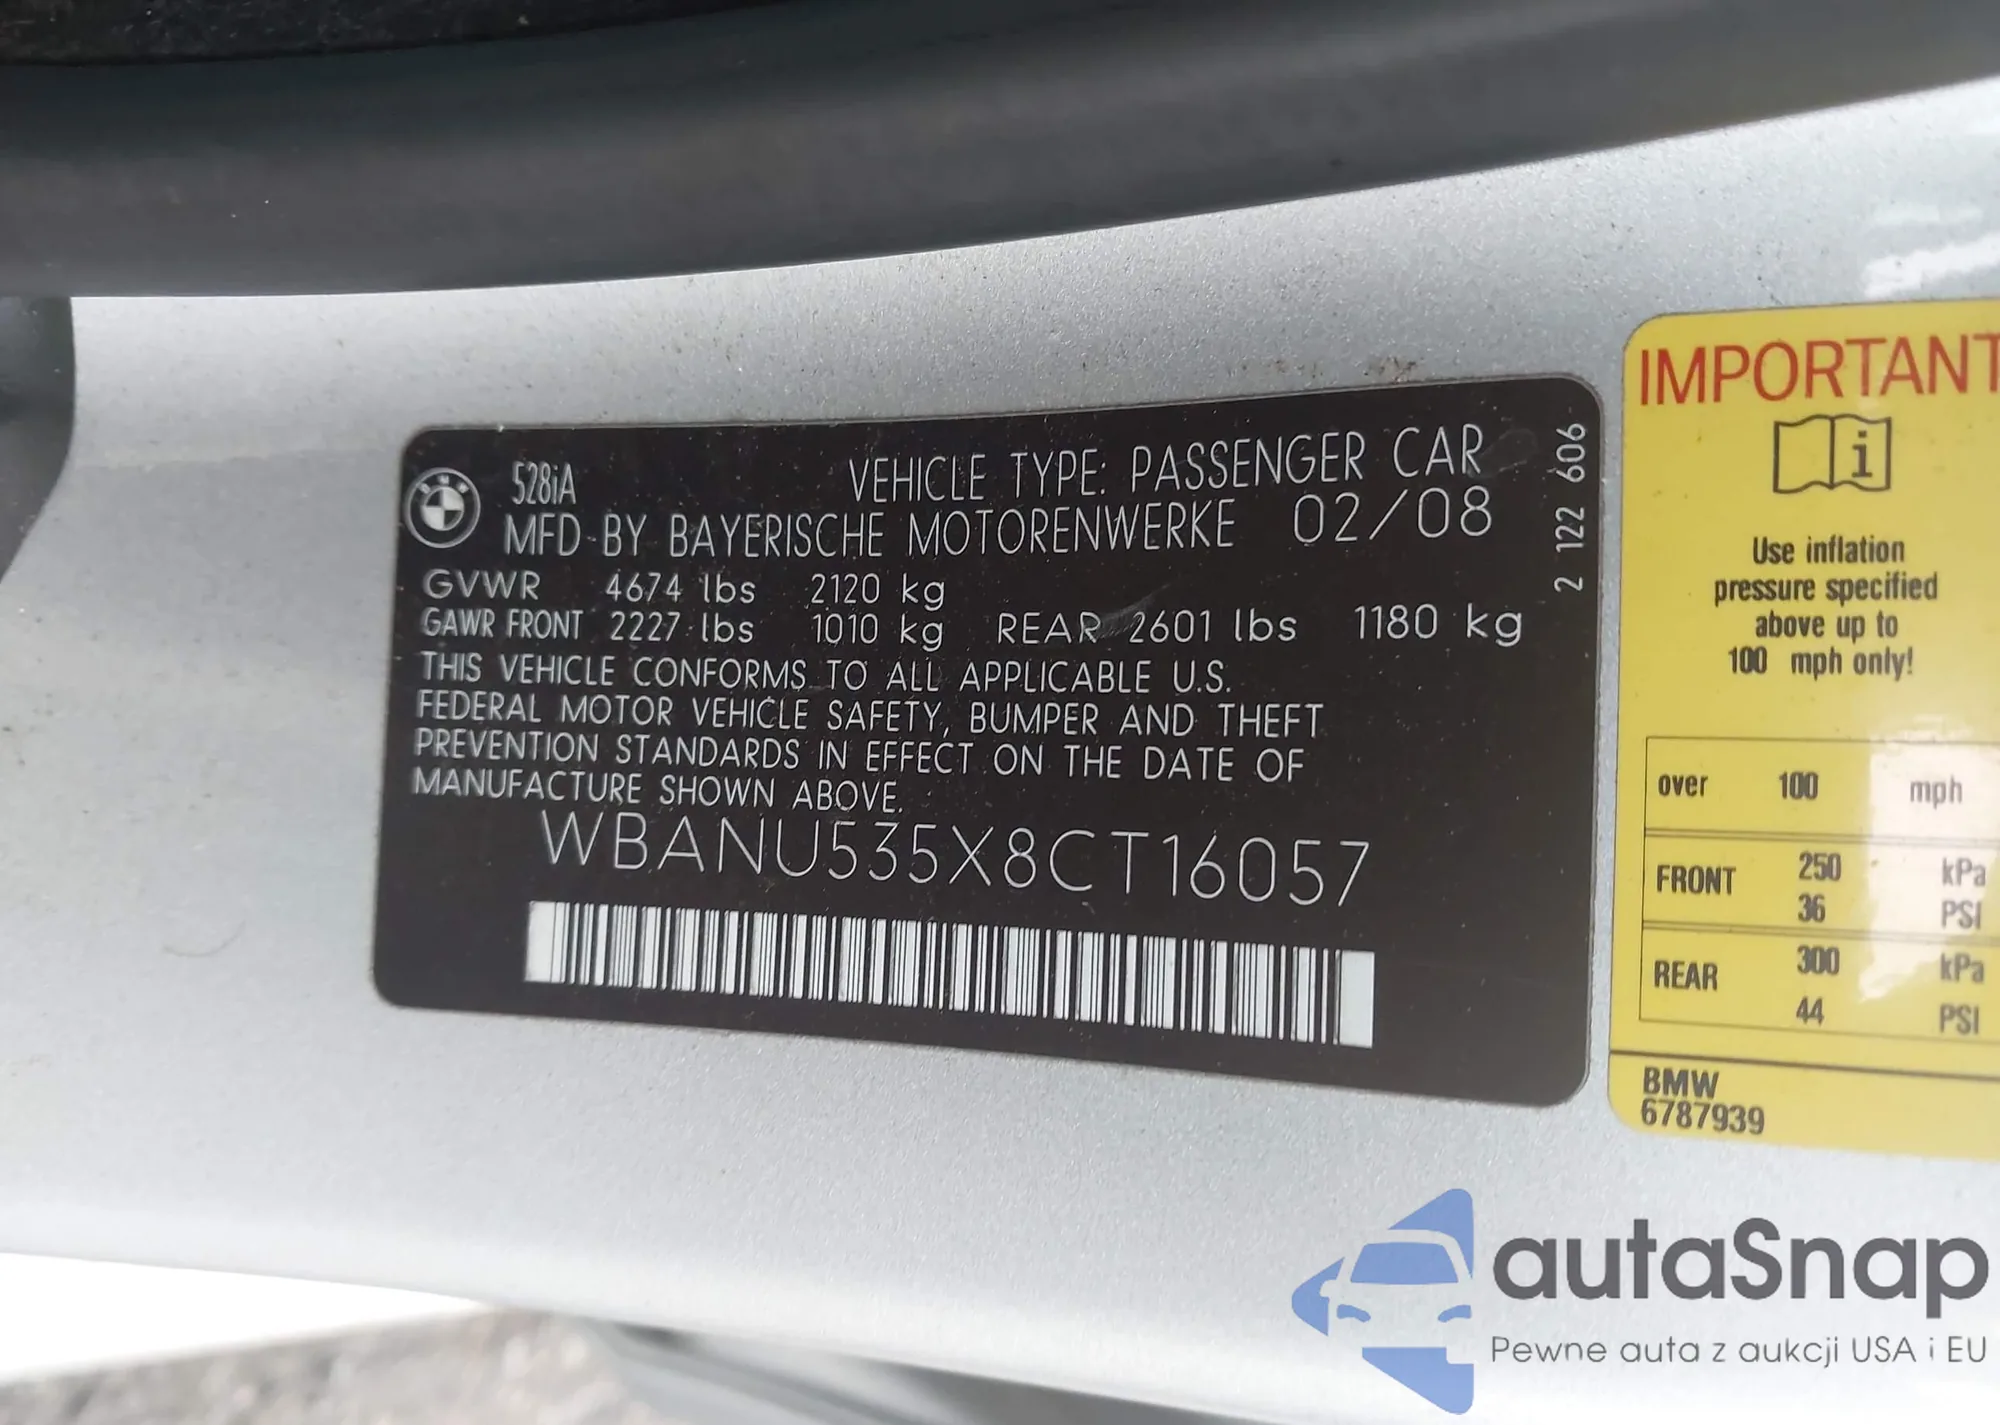 528iA VEHICLE TYPE: PASSENGER CAR
MFD BY BAYERISCHE MOTORENWERKE 02/08
GVWR 4674 lbs 2120 kg
GAWR FRONT 2227 lbs 1010 kg REAR 2601 lbs 1180 kg
THIS VEHICLE CONFORMS TO ALL APPLICABLE U.S.
FEDERAL MOTOR VEHICLE SAFETY, BUMPER AND THEFT
PREVENTION STANDARDS IN EFFECT ON THE DATE OF
MANUFACTURE SHOWN ABOVE.
WBANU535X8CT16057
2 122 606
IMPORTANT
i
Use inflation
pressure specified
above up to
100 mph only!
over 100 mph
FRONT 250 kPa
36 PSI
REAR 300 kPa
44 PSI
BMW
6787939
autaSnap
Pewne auta z aukcji USA i EU